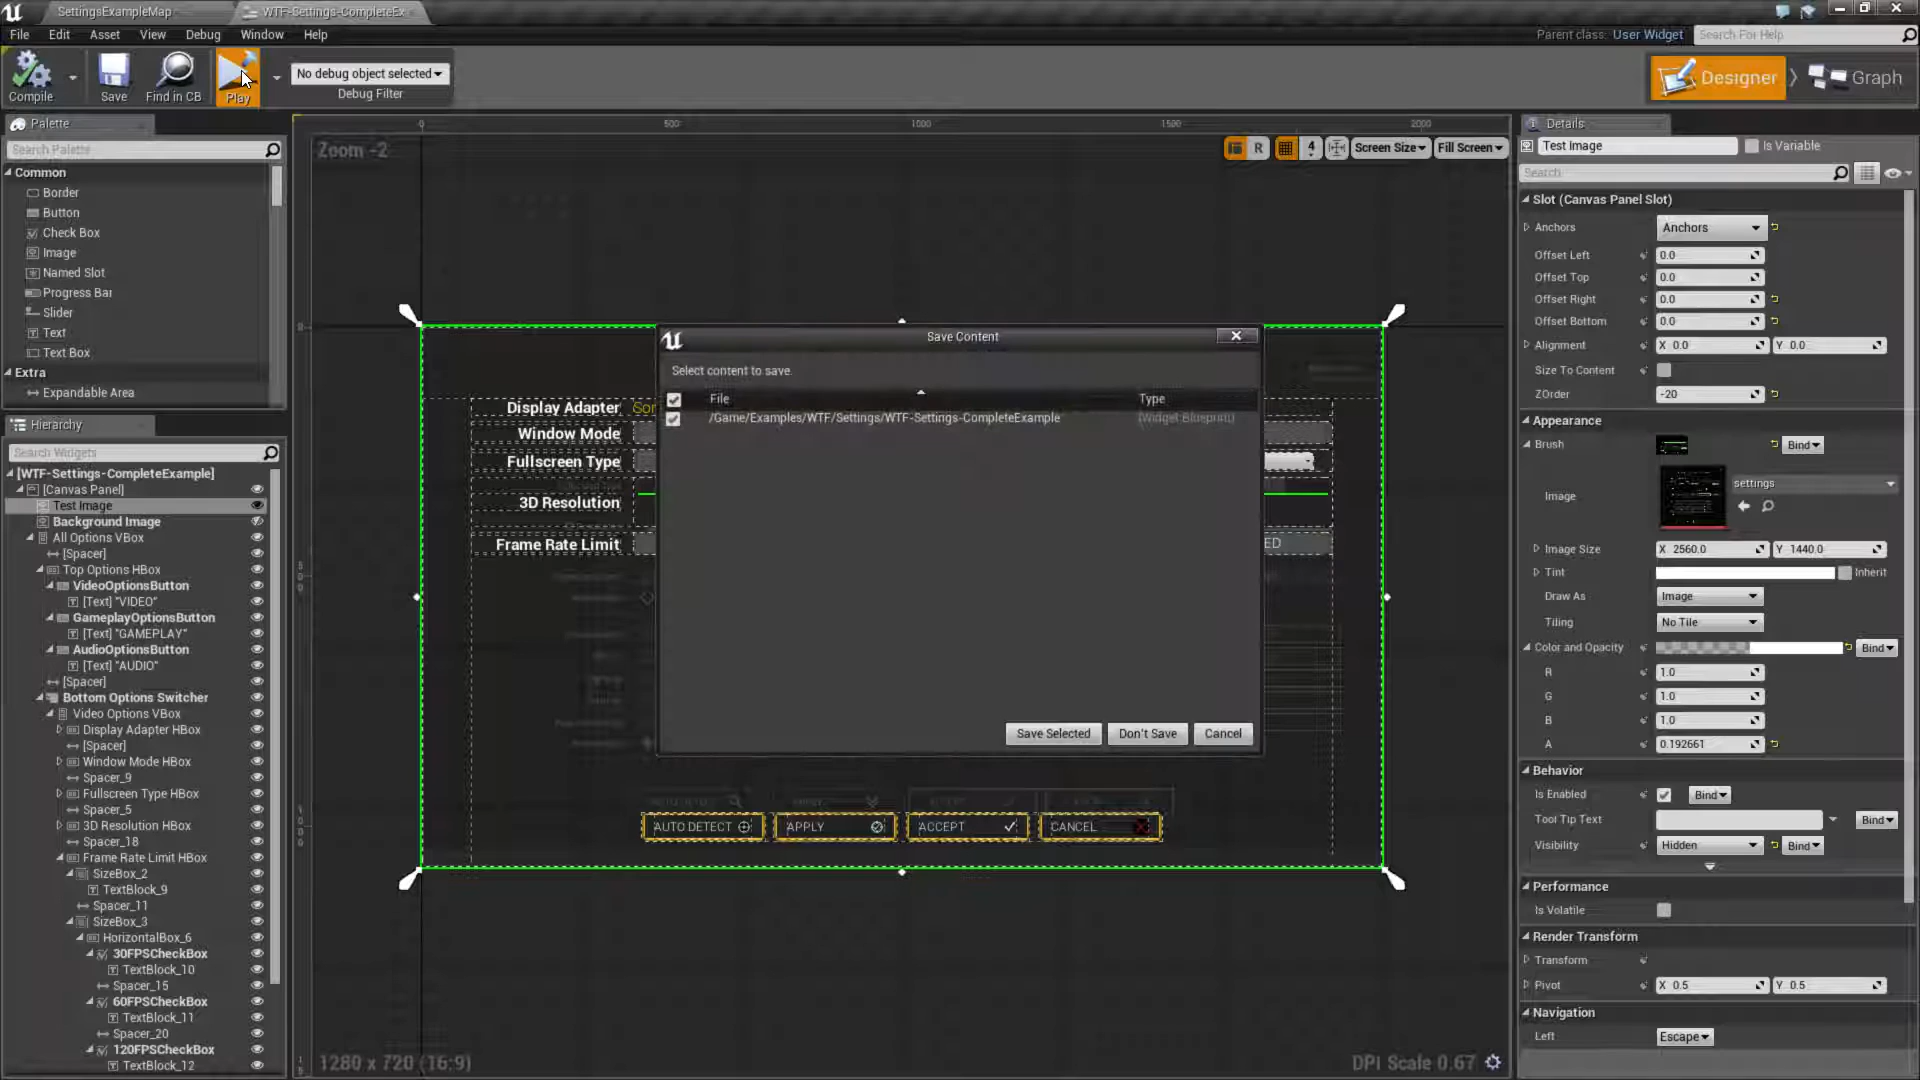 SettingsExampleMap
WTF-Settings-CompleteEx
File Edit Asset View Debug Window Help
Parent class: User Widget
Search For Help
Compile
Save
Find in CB
Play
No debug object selected
Debug Filter
Designer
Graph
Palette
Search Palette
Common
Border
Button
Check Box
Image
Named Slot
Progress Bar
Slider
Text
Text Box
Extra
Expandable Area
Hierarchy
Search Widgets
[WTF-Settings-CompleteExample]
[Canvas Panel]
Test Image
Background Image
All Options VBox
[Spacer]
Top Options HBox
VideoOptionsButton
[Text] "VIDEO"
GameplayOptionsButton
[Text] "GAMEPLAY"
AudioOptionsButton
[Text] "AUDIO"
[Spacer]
Bottom Options Switcher
Video Options VBox
Display Adapter HBox
[Spacer]
Window Mode HBox
Spacer_9
Fullscreen Type HBox
Spacer_5
3D Resolution HBox
Spacer_18
Frame Rate Limit HBox
SizeBox_2
TextBlock_9
Spacer_11
SizeBox_3
HorizontalBox_6
30FPSCheckBox
TextBlock_10
Spacer_15
60FPSCheckBox
TextBlock_11
Spacer_20
120FPSCheckBox
TextBlock_12
0 500 1000 1500 2000
Zoom -2
R
4
Screen Size
Fill Screen
Display Adapter Sor
Window Mode
Fullscreen Type
3D Resolution
Frame Rate Limit
ED
Save Content
Select content to save.
File Type
/Game/Examples/WTF/Settings/WTF-Settings-CompleteExample (Widget Blueprint)
Save Selected
Don't Save
Cancel
AUTO DETECT
APPLY
ACCEPT
CANCEL
1280 x 720 (16:9)
DPI Scale 0.67
Details
Test Image
Is Variable
Search
Slot (Canvas Panel Slot)
Anchors Anchors
Offset Left 0.0
Offset Top 0.0
Offset Right 0.0
Offset Bottom 0.0
Alignment X 0.0 Y 0.0
Size To Content
ZOrder -20
Appearance
Brush Bind
Image settings
Image Size X 2560.0 Y 1440.0
Tint Inherit
Draw As Image
Tiling No Tile
Color and Opacity Bind
R 1.0
G 1.0
B 1.0
A 0.192661
Behavior
Is Enabled Bind
Tool Tip Text Bind
Visibility Hidden Bind
Performance
Is Volatile
Render Transform
Transform
Pivot X 0.5 Y 0.5
Navigation
Left Escape